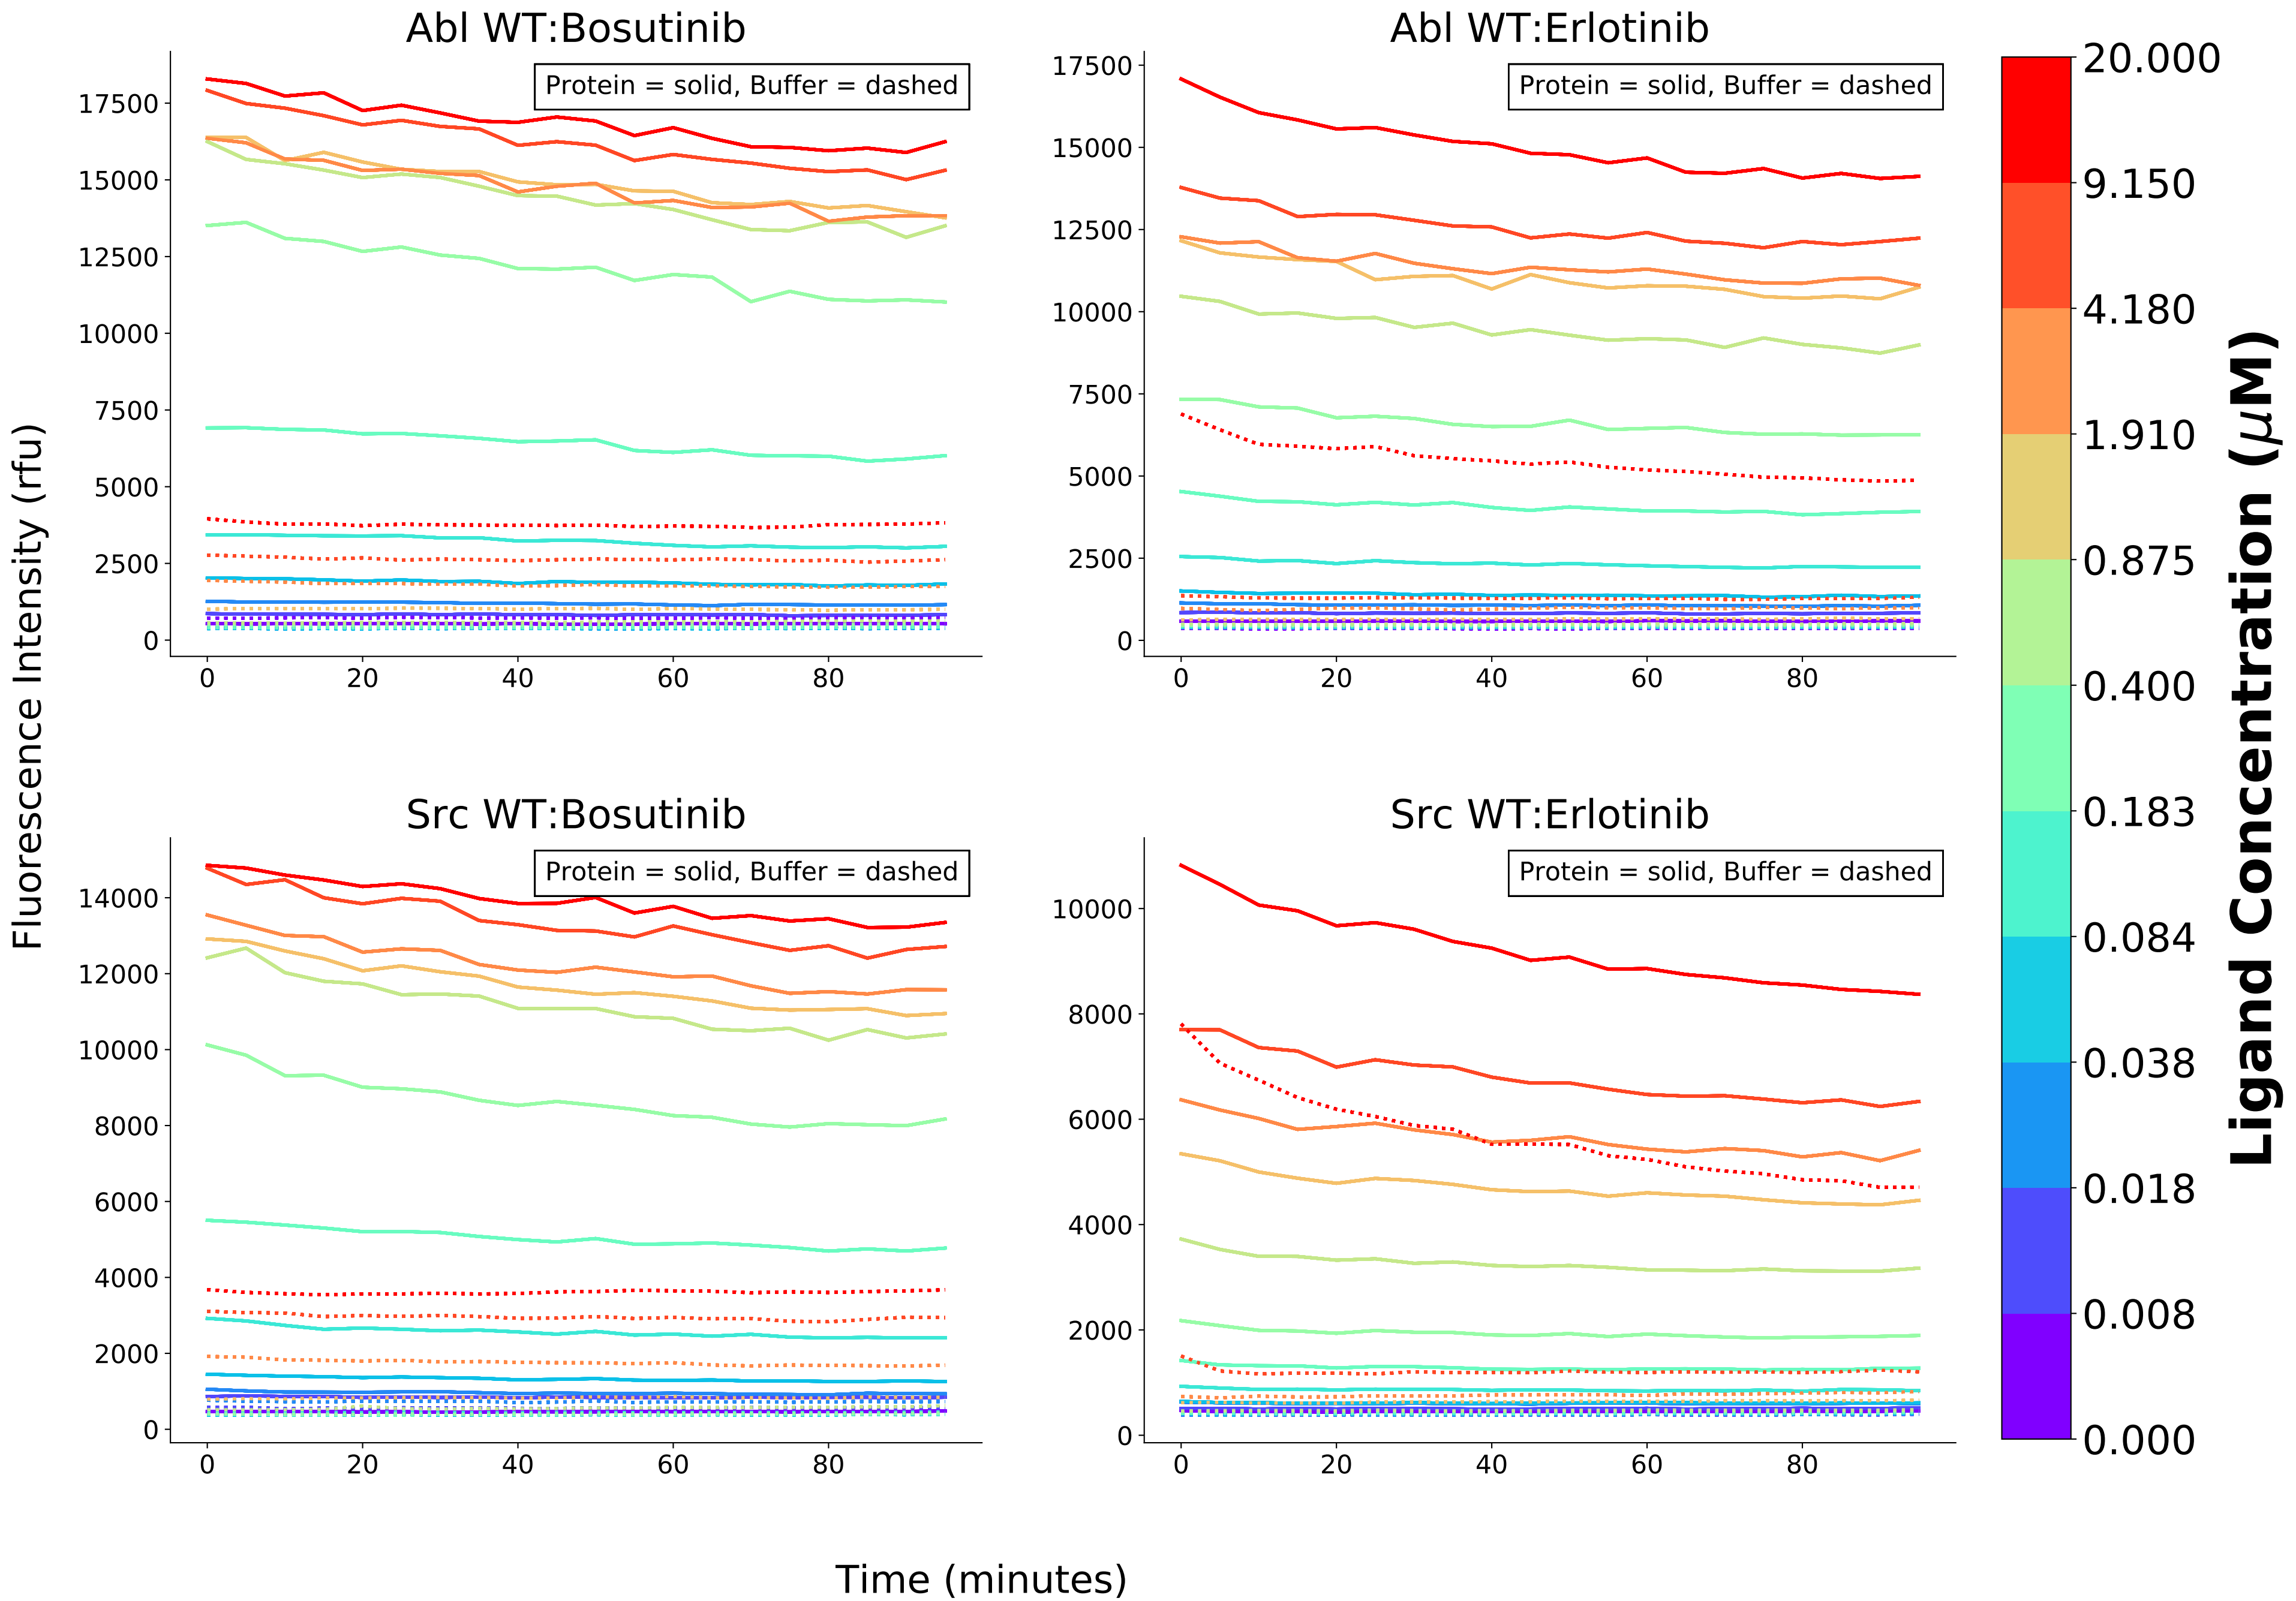 Abl WT:Bosutinib
Protein = solid, Buffer = dashed
17500
15000
12500
10000
7500
5000
2500
0
0 20 40 60 80
Abl WT:Erlotinib
Protein = solid, Buffer = dashed
17500
15000
12500
10000
7500
5000
2500
0
0 20 40 60 80
Src WT:Bosutinib
Protein = solid, Buffer = dashed
14000
12000
10000
8000
6000
4000
2000
0
0 20 40 60 80
Src WT:Erlotinib
Protein = solid, Buffer = dashed
10000
8000
6000
4000
2000
0
0 20 40 60 80
Fluorescence Intensity (rfu)
Time (minutes)
20.000
9.150
4.180
1.910
0.875
0.400
0.183
0.084
0.038
0.018
0.008
0.000
Ligand Concentration (μM)